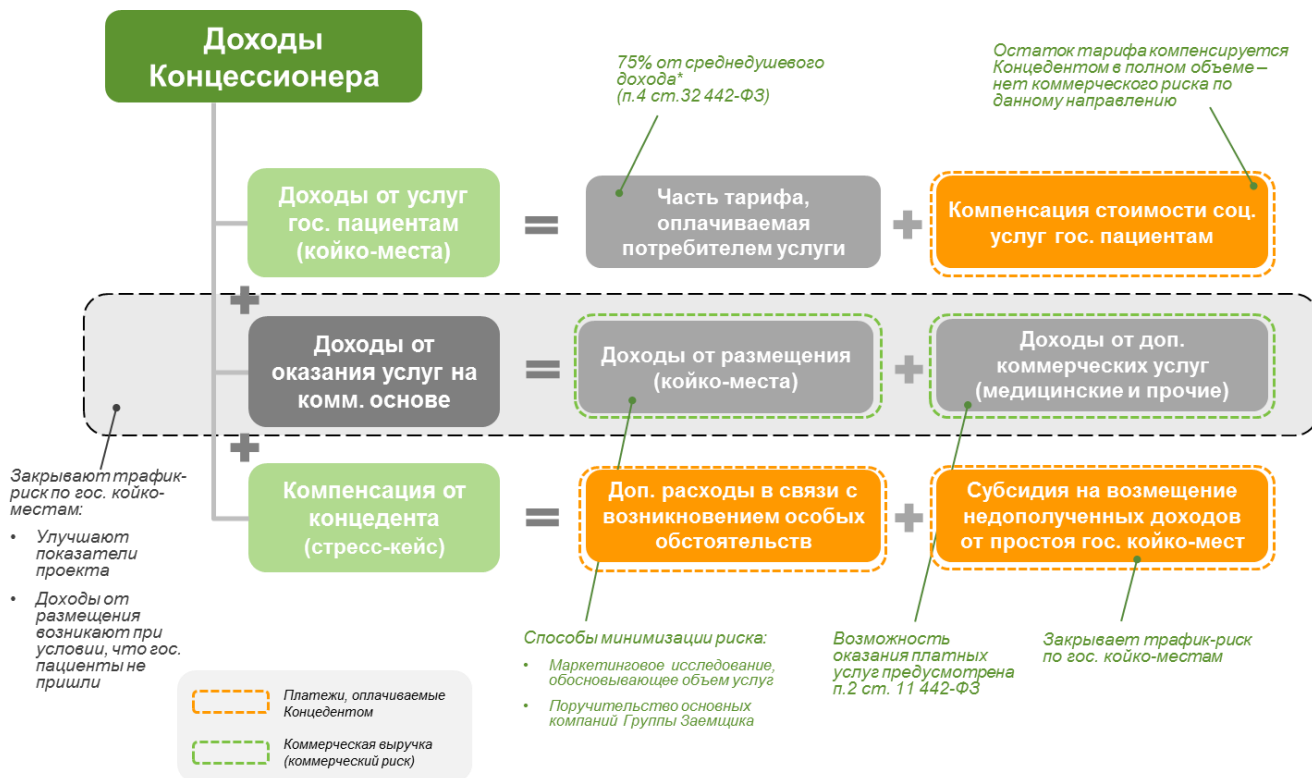 Доходы
Концессионера
75% от среднедушевого
дохода*
(п.4 ст.32 442-ФЗ)
Остаток тарифа компенсируется
Концедентом в полном объеме –
нет коммерческого риска по
данному направлению
Доходы от услуг
гос. пациентам
(койко-места)
=
Часть тарифа,
оплачиваемая
потребителем услуги
+
Компенсация стоимости соц.
услуг гос. пациентам
+
Доходы от
оказания услуг на
комм. основе
=
Доходы от размещения
(койко-места)
+
Доходы от доп.
коммерческих услуг
(медицинские и прочие)
+
Компенсация от
концедента
(стресс-кейс)
=
Доп. расходы в связи с
возникновением особых
обстоятельств
+
Субсидия на возмещение
недополученных доходов
от простоя гос. койко-мест
Закрывают трафик-
риск по гос. койко-
местам:
• Улучшают
показатели
проекта
• Доходы от
размещения
возникают при
условии, что гос.
пациенты не
пришли
Способы минимизации риска:
• Маркетинговое исследование,
обосновывающее объем услуг
• Поручительство основных
компаний Группы Заемщика
Возможность
оказания платных
услуг предусмотрена
п.2 ст. 11 442-ФЗ
Закрывает трафик-риск
по гос. койко-местам
Платежи, оплачиваемые
Концедентом
Коммерческая выручка
(коммерческий риск)